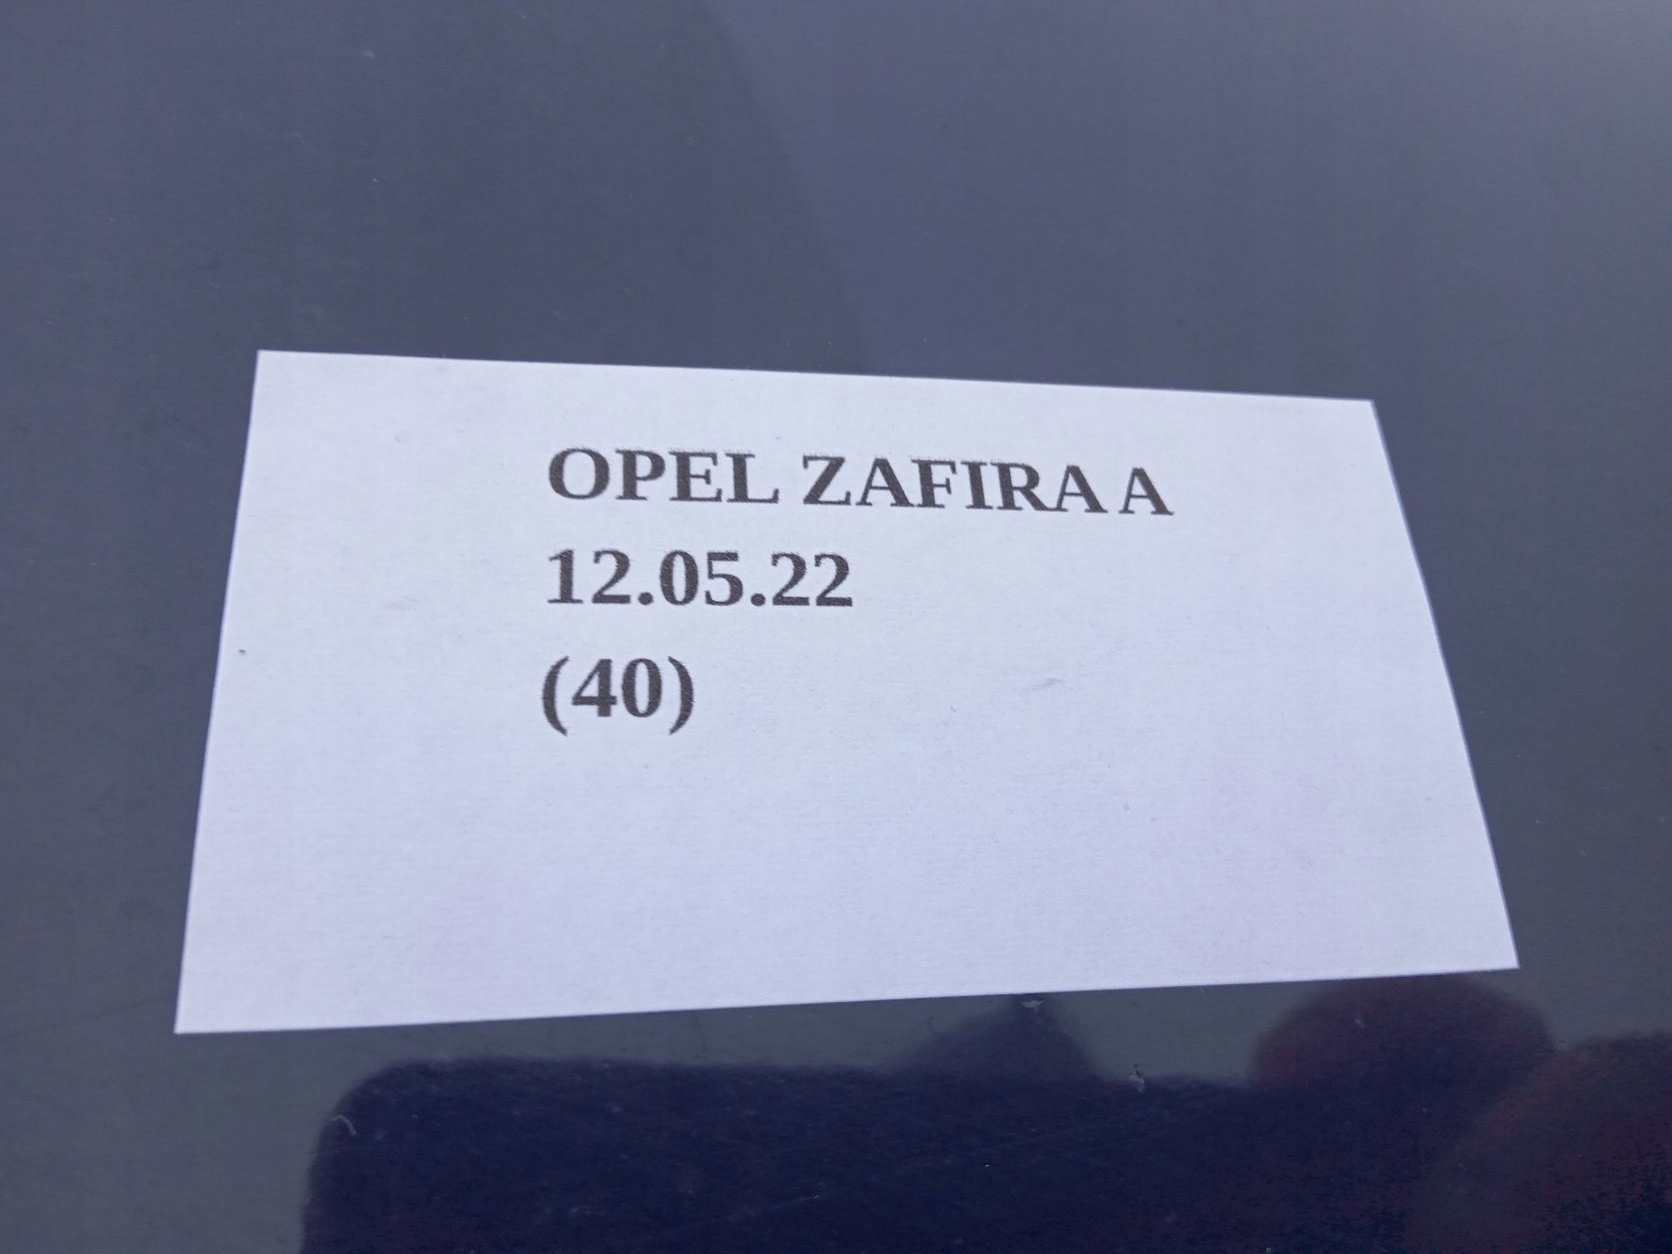 OPEL ZAFIRA A
12.05.22
(40)